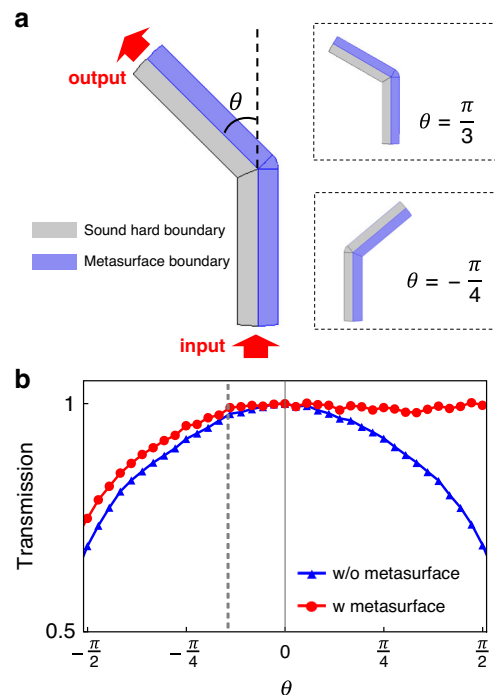 a
output
θ
θ = π/3
Sound hard boundary
Metasurface boundary
θ = - π/4
input
b
Transmission
1
0.5
w/o metasurface
w metasurface
-π/2
-π/4
0
π/4
π/2
θ